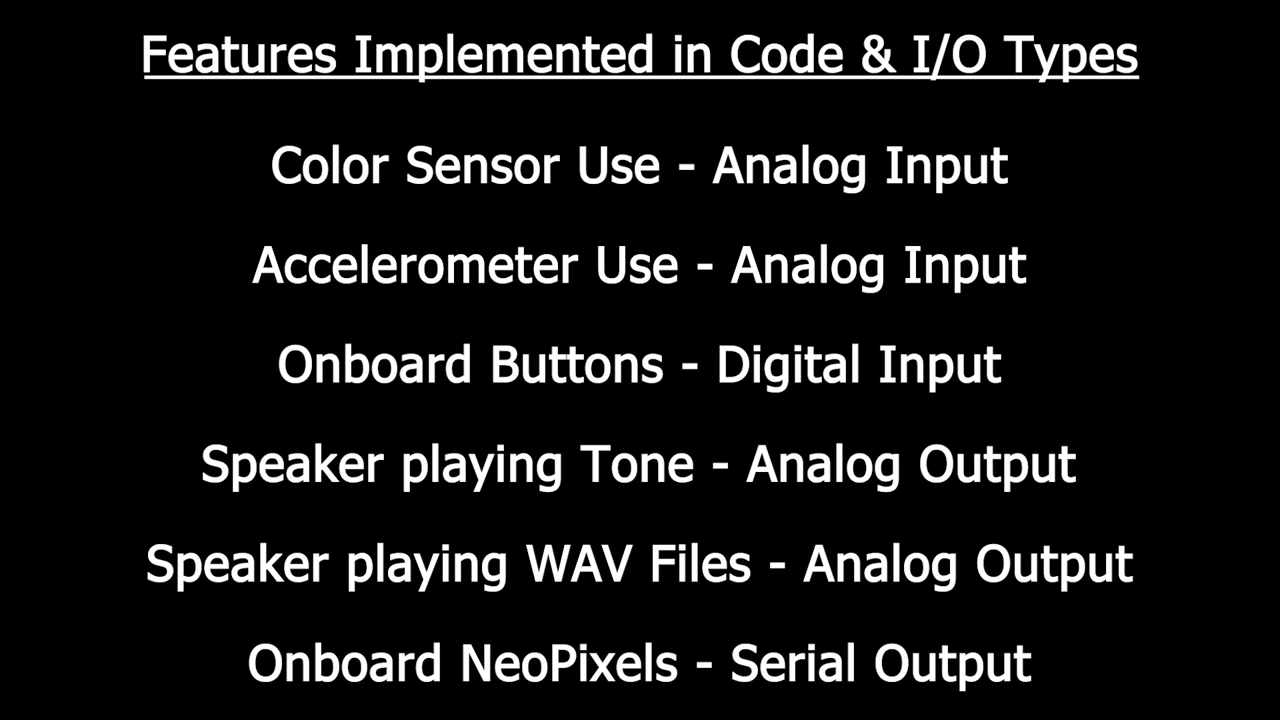 Features Implemented in Code & I/O Types
Color Sensor Use - Analog Input
Accelerometer Use - Analog Input
Onboard Buttons - Digital Input
Speaker playing Tone - Analog Output
Speaker playing WAV Files - Analog Output
Onboard NeoPixels - Serial Output